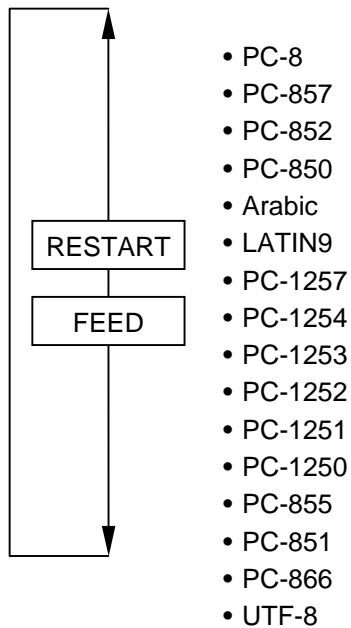 • PC-8
• PC-857
• PC-852
• PC-850
• Arabic
• LATIN9
• PC-1257
• PC-1254
• PC-1253
• PC-1252
• PC-1251
• PC-1250
• PC-855
• PC-851
• PC-866
• UTF-8
RESTART
FEED